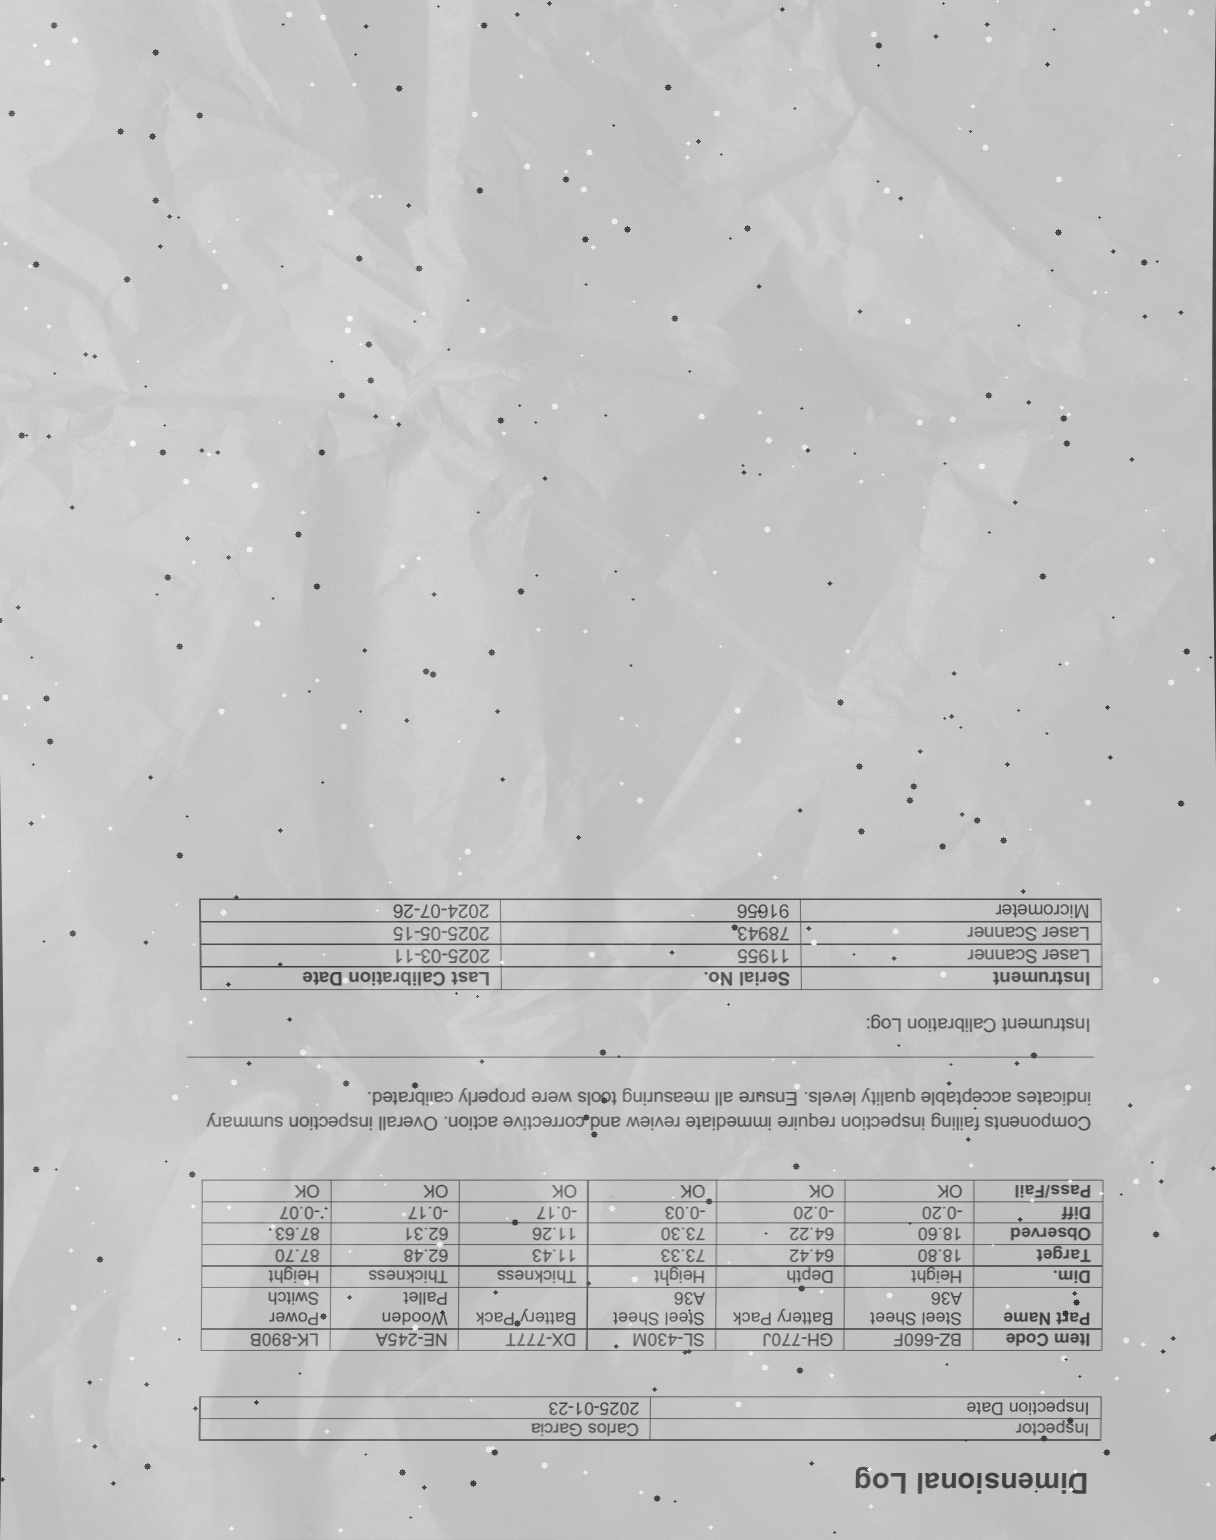 Dimensional Log
Inspector Carlos Garcia
Inspection Date 2025-01-23
Item Code BZ-660F GH-770J SL-430M DX-777T NE-245A LK-890B
Part Name Steel Sheet A36 Battery Pack Steel Sheet A36 Battery Pack Wooden Pallet Power Switch
Dim. Height Depth Height Thickness Thickness Height
Target 18.80 64.42 73.33 11.43 62.48 87.70
Observed 18.60 64.22 73.30 11.26 62.31 87.63
Diff -0.20 -0.20 -0.03 -0.17 -0.17 -0.07
Pass/Fail OK OK OK OK OK OK
Components failing inspection require immediate review and corrective action. Overall inspection summary
indicates acceptable quality levels. Ensure all measuring tools were properly calibrated.
Instrument Calibration Log:
Instrument Serial No. Last Calibration Date
Laser Scanner 11955 2025-03-11
Laser Scanner 78943 2025-05-15
Micrometer 91656 2024-07-26